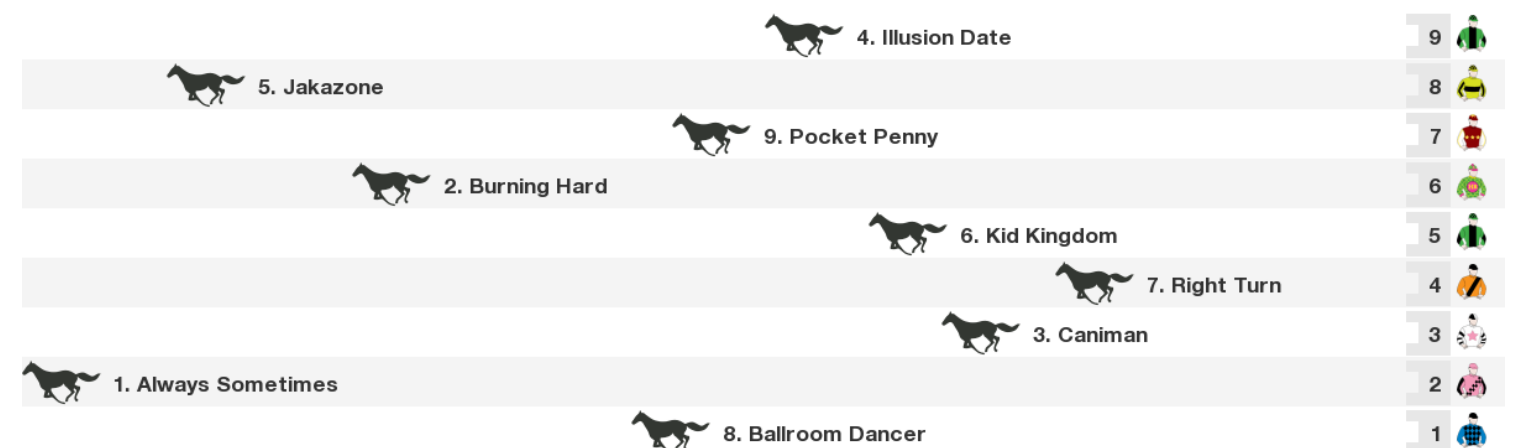 4. Illusion Date 9
5. Jakazone 8
9. Pocket Penny 7
2. Burning Hard 6
6. Kid Kingdom 5
7. Right Turn 4
3. Caniman 3
1. Always Sometimes 2
8. Ballroom Dancer 1